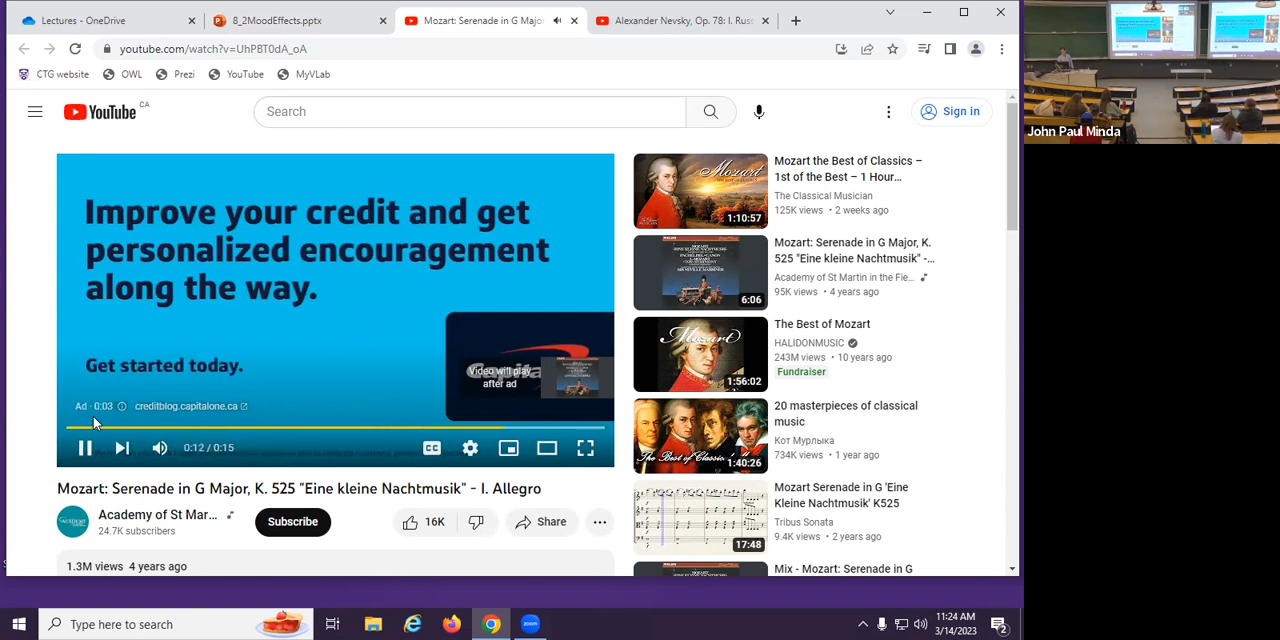 Lectures - OneDrive
8_2MoodEffects.pptx
Mozart: Serenade in G Major
Alexander Nevsky, Op. 78: I. Rus
youtube.com/watch?v=UhPBT0dA_oA
CTG website
OWL
Prezi
YouTube
MyVLab
YouTube
CA
Search
Sign in
Improve your credit and get
personalized encouragement
along the way.
Get started today.
Video will play
after ad
Ad · 0:03
creditblog.capitalone.ca
0:12 / 0:15
CC
Mozart: Serenade in G Major, K. 525 "Eine kleine Nachtmusik" - I. Allegro
Academy of St Mar...
24.7K subscribers
Subscribe
16K
Share
1.3M views 4 years ago
Mozart
1:10:57
Mozart the Best of Classics –
1st of the Best – 1 Hour...
The Classical Musician
125K views • 2 weeks ago
6:06
Mozart: Serenade in G Major, K.
525 "Eine kleine Nachtmusik" -...
Academy of St Martin in the Fie...
95K views • 4 years ago
Mozart
1:56:02
The Best of Mozart
HALIDONMUSIC
243M views • 10 years ago
Fundraiser
The Best of Classical
1:40:26
20 masterpieces of classical
music
Кот Мурлыка
734K views • 1 year ago
17:48
Mozart Serenade in G 'Eine
Kleine Nachtmusik' K525
Tribus Sonata
9.4K views • 2 years ago
Mix - Mozart: Serenade in G
John Paul Minda
Type here to search
zoom
11:24 AM
3/14/2023
2